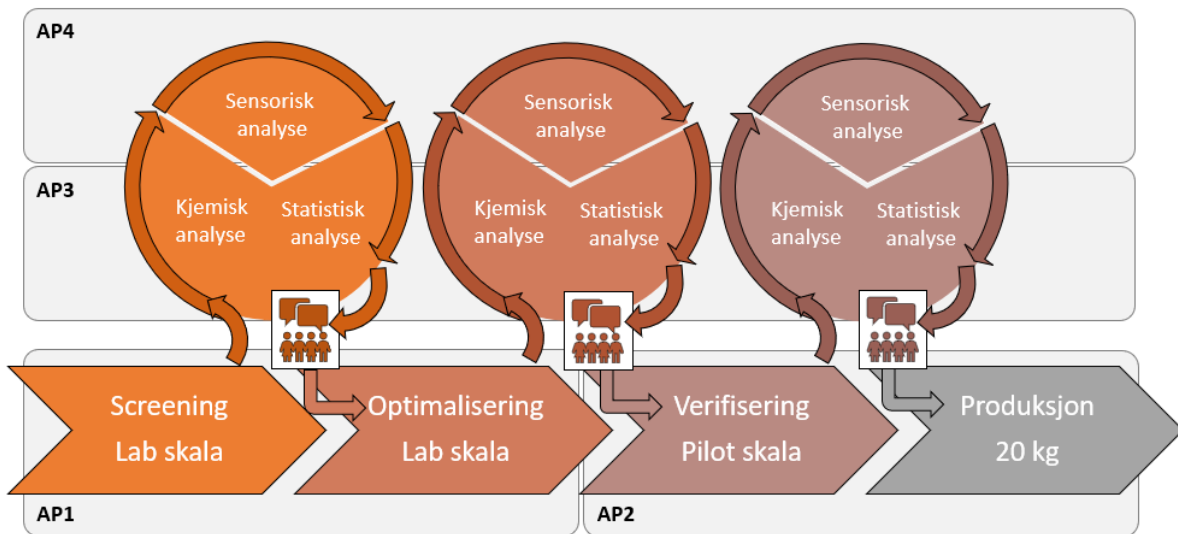 AP4
Sensorisk
analyse
Sensorisk
analyse
Sensorisk
analyse
AP3
Kjemisk
analyse
Statistisk
analyse
Kjemisk
analyse
Statistisk
analyse
Kjemisk
analyse
Statistisk
analyse
Screening
Lab skala
Optimalisering
Lab skala
Verifisering
Pilot skala
Produksjon
20 kg
AP1
AP2